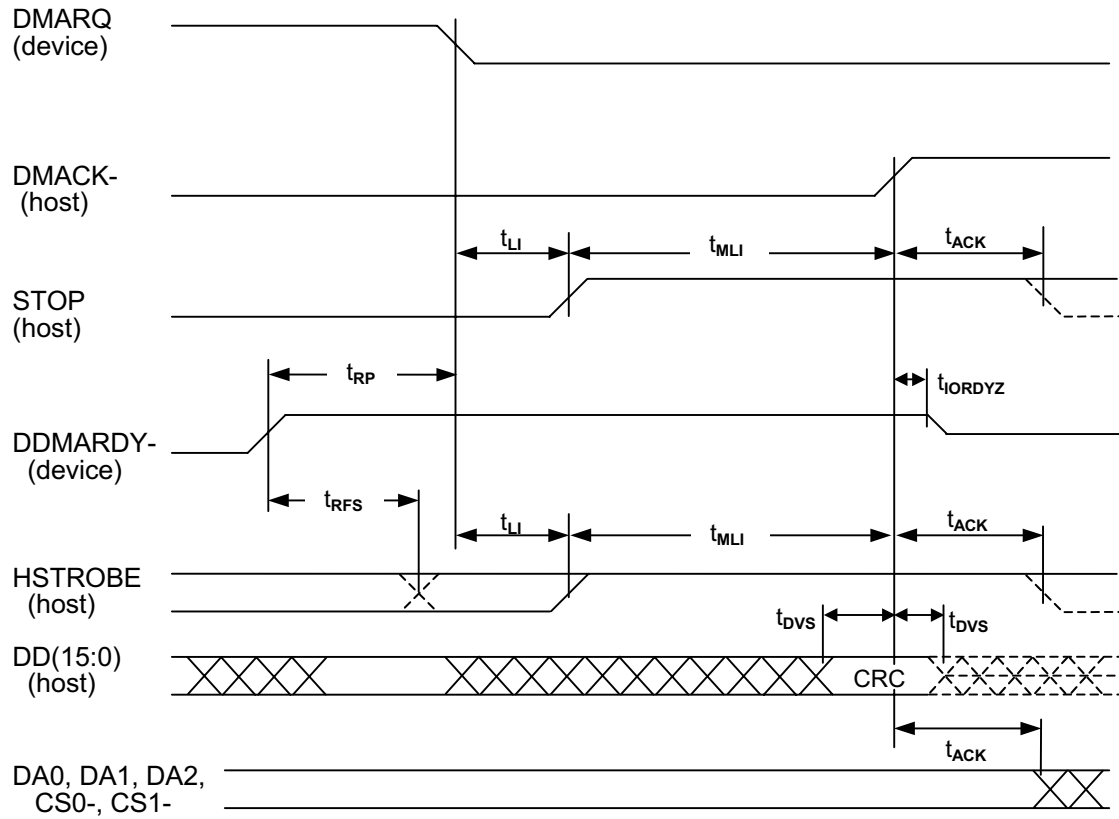 DMARQ
(device)
DMACK-
(host)
tLI
tMLI
tACK
STOP
(host)
tRP
tIORDYZ
DDMARDY-
(device)
tRFS
tLI
tMLI
tACK
HSTROBE
(host)
tDVS
tDVS
DD(15:0)
(host)
CRC
tACK
DA0, DA1, DA2,
CS0-, CS1-